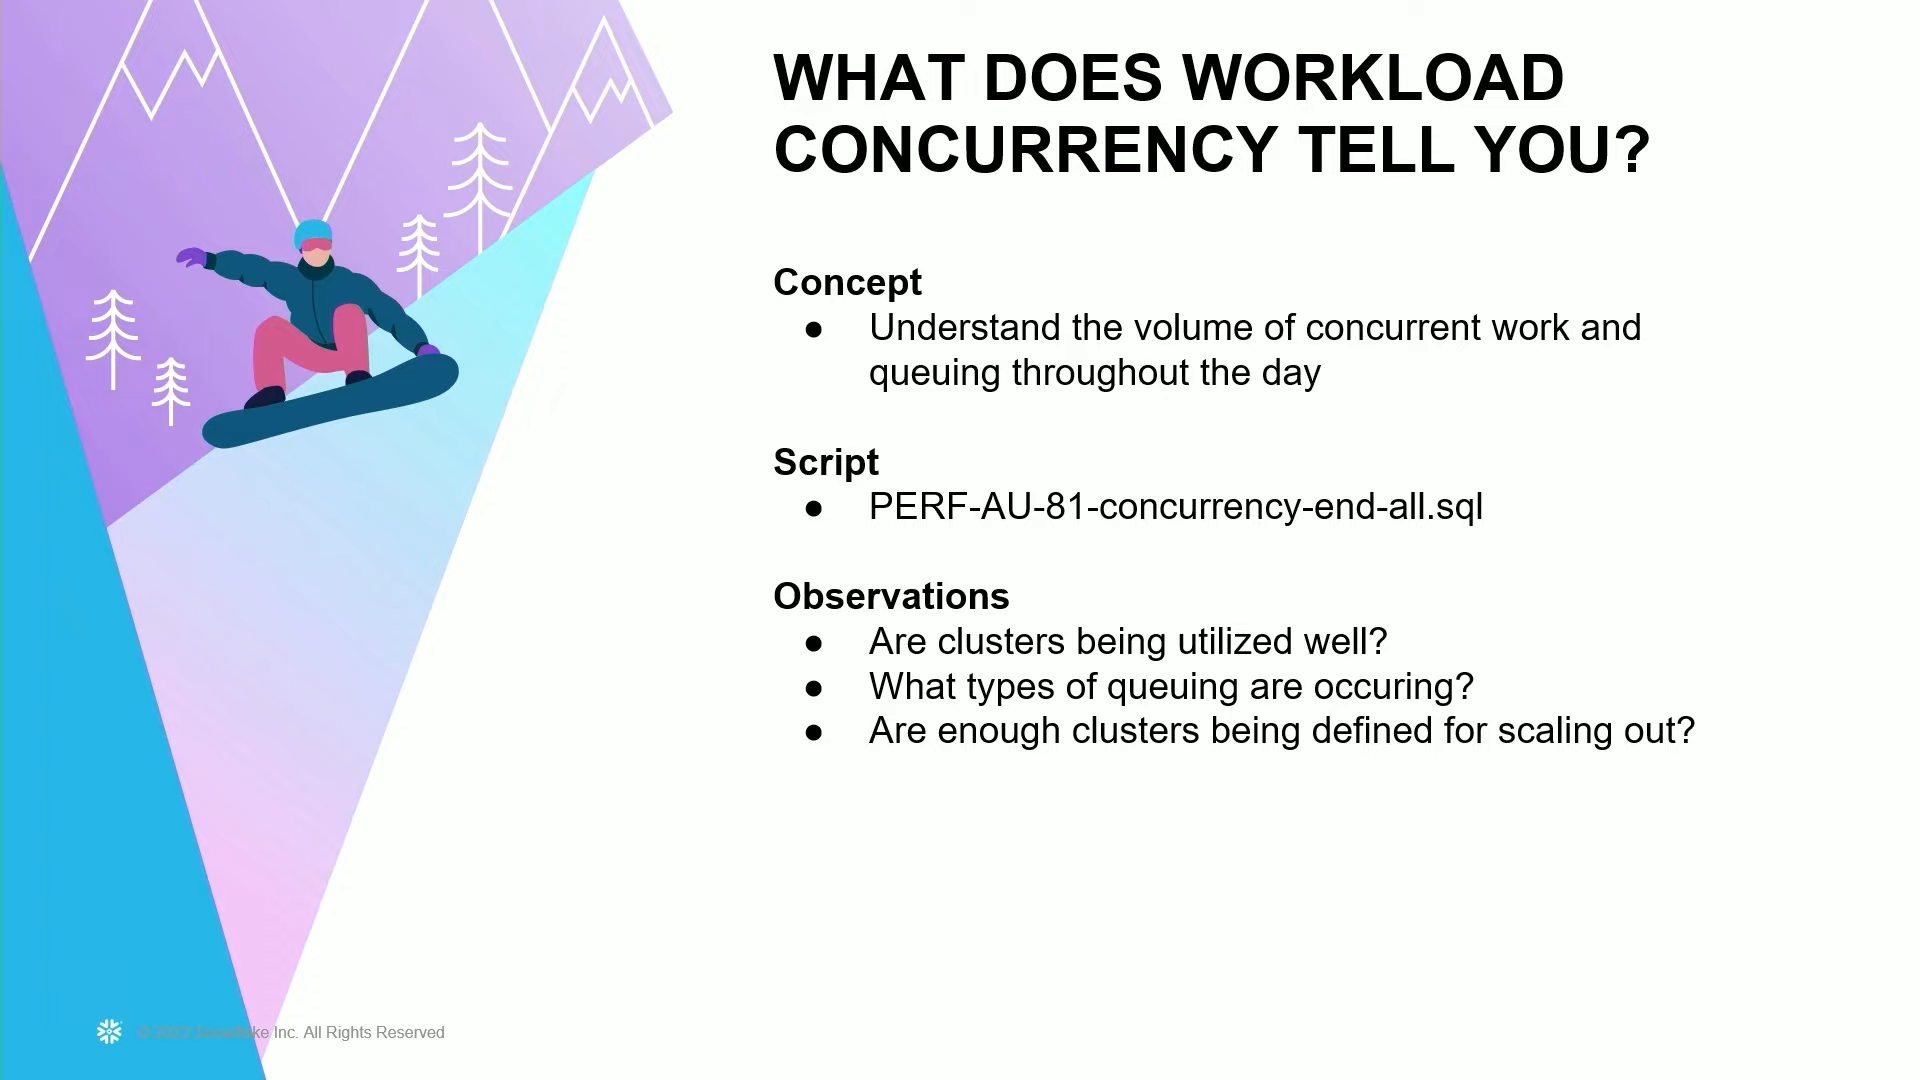 WHAT DOES WORKLOAD
CONCURRENCY TELL YOU?
Concept
● Understand the volume of concurrent work and
queuing throughout the day
Script
● PERF-AU-81-concurrency-end-all.sql
Observations
● Are clusters being utilized well?
● What types of queuing are occuring?
● Are enough clusters being defined for scaling out?
© 2023 Snowflake Inc. All Rights Reserved